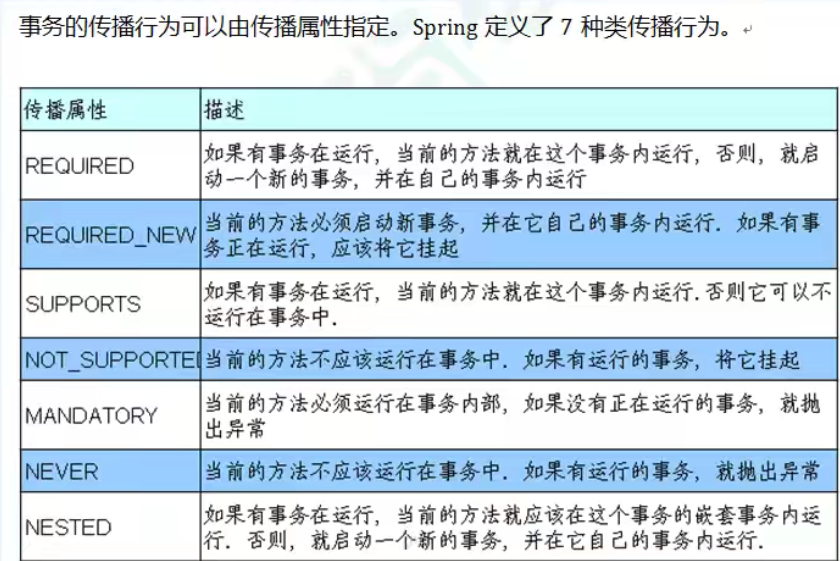 事务的传播行为可以由传播属性指定。Spring 定义了 7 种类传播行为。
传播属性 描述
REQUIRED 如果有事务在运行，当前的方法就在这个事务内运行，否则，就启
动一个新的事务，并在自己的事务内运行
REQUIRED_NEW 当前的方法必须启动新事务，并在它自己的事务内运行. 如果有事
务正在运行，应该将它挂起
SUPPORTS 如果有事务在运行，当前的方法就在这个事务内运行. 否则它可以不
运行在事务中.
NOT_SUPPORTED 当前的方法不应该运行在事务中. 如果有运行的事务，将它挂起
MANDATORY 当前的方法必须运行在事务内部，如果没有正在运行的事务，就抛
出异常
NEVER 当前的方法不应该运行在事务中. 如果有运行的事务，就抛出异常
NESTED 如果有事务在运行，当前的方法就应该在这个事务的嵌套事务内运
行. 否则，就启动一个新的事务，并在它自己的事务内运行.